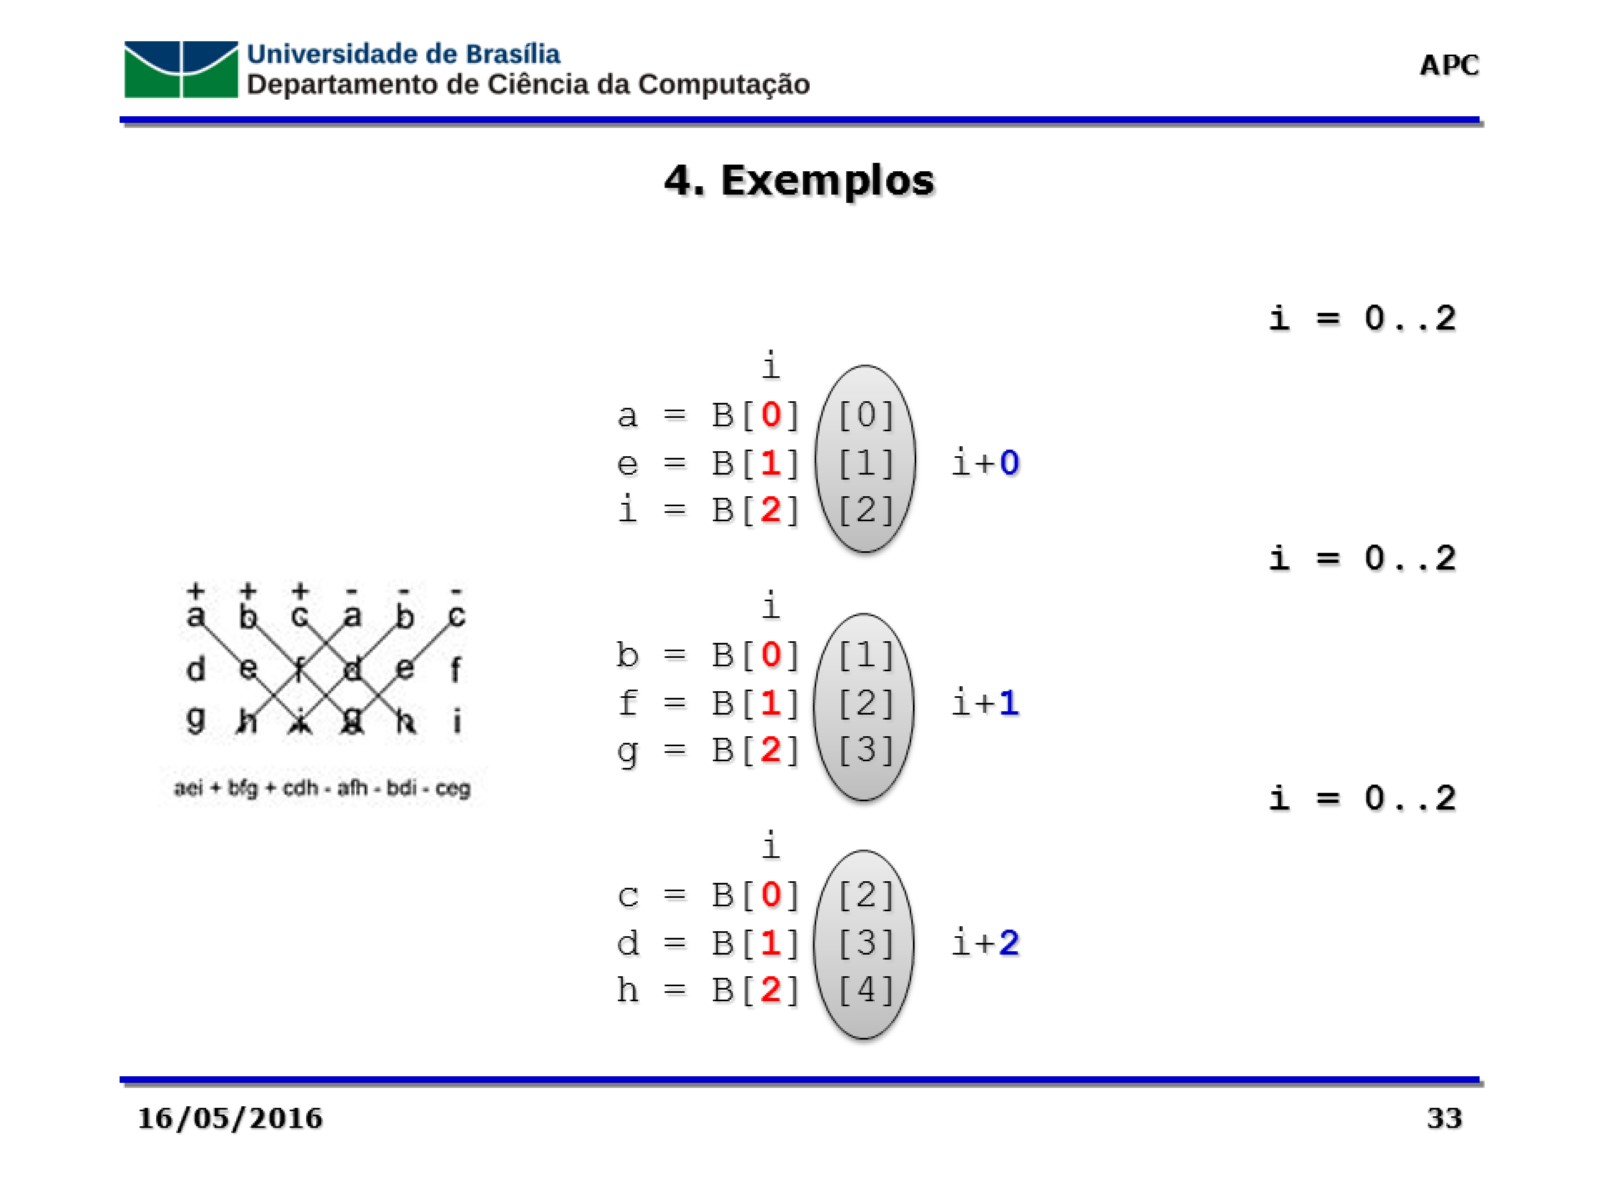 Universidade de Brasília
Departamento de Ciência da Computação
APC
4. Exemplos
i = 0..2
i
a = B[0] [0]
e = B[1] [1] i+0
i = B[2] [2]
i = 0..2
i
b = B[0] [1]
f = B[1] [2] i+1
g = B[2] [3]
i = 0..2
i
c = B[0] [2]
d = B[1] [3] i+2
h = B[2] [4]
+ + + - - -
a b c a b c
d e f d e f
g h i g h i
aei + bfg + cdh - afh - bdi - ceg
16/05/2016
33